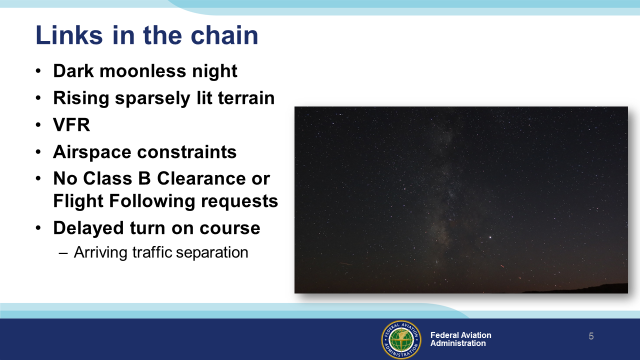 Links in the chain
• Dark moonless night
• Rising sparsely lit terrain
• VFR
• Airspace constraints
• No Class B Clearance or
Flight Following requests
• Delayed turn on course
– Arriving traffic separation
Federal Aviation
Administration
5